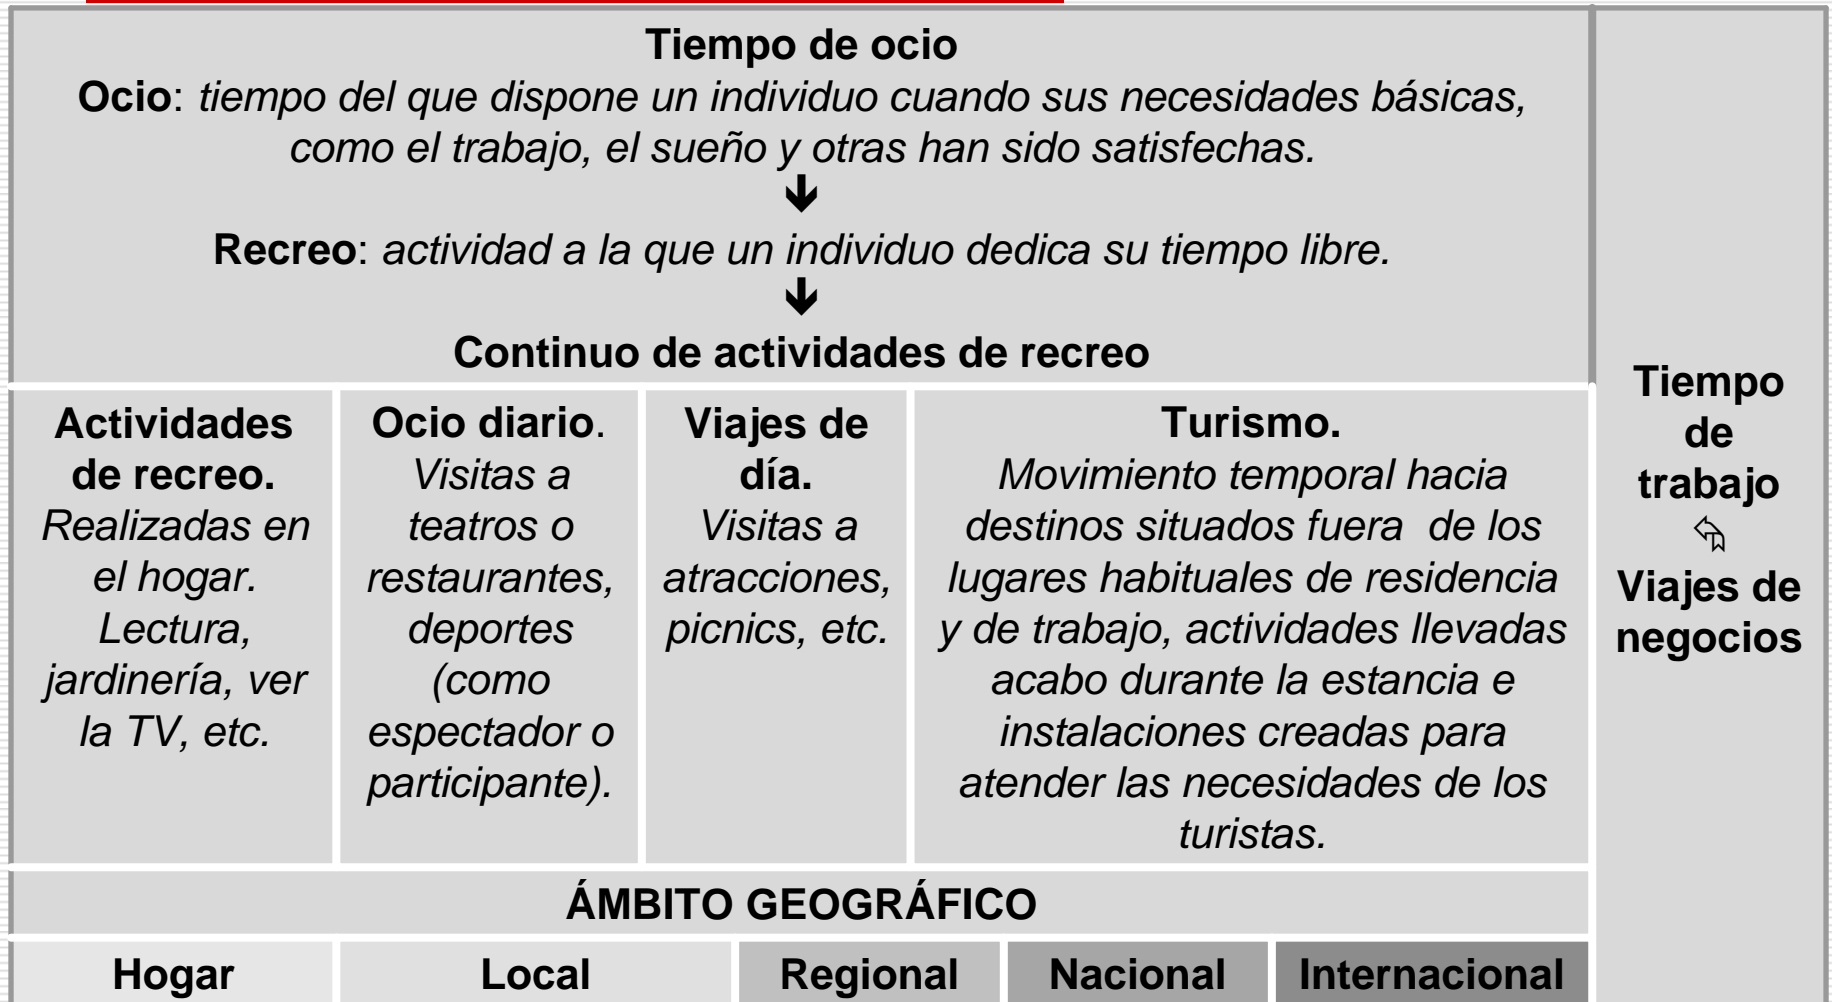 Tiempo de ocio
Ocio: tiempo del que dispone un individuo cuando sus necesidades básicas,
como el trabajo, el sueño y otras han sido satisfechas.
Recreo: actividad a la que un individuo dedica su tiempo libre.
Continuo de actividades de recreo
Actividades
de recreo.
Realizadas en
el hogar.
Lectura,
jardinería, ver
la TV, etc.
Ocio diario.
Visitas a
teatros o
restaurantes,
deportes
(como
espectador o
participante).
Viajes de
día.
Visitas a
atracciones,
picnics, etc.
Turismo.
Movimiento temporal hacia
destinos situados fuera de los
lugares habituales de residencia
y de trabajo, actividades llevadas
acabo durante la estancia e
instalaciones creadas para
atender las necesidades de los
turistas.
ÁMBITO GEOGRÁFICO
Hogar
Local
Regional
Nacional
Internacional
Tiempo
de
trabajo
Viajes de
negocios